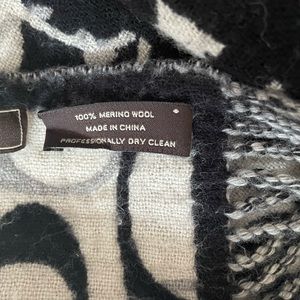 100% MERINO WOOL
MADE IN CHINA
PROFESSIONALLY DRY CLEAN